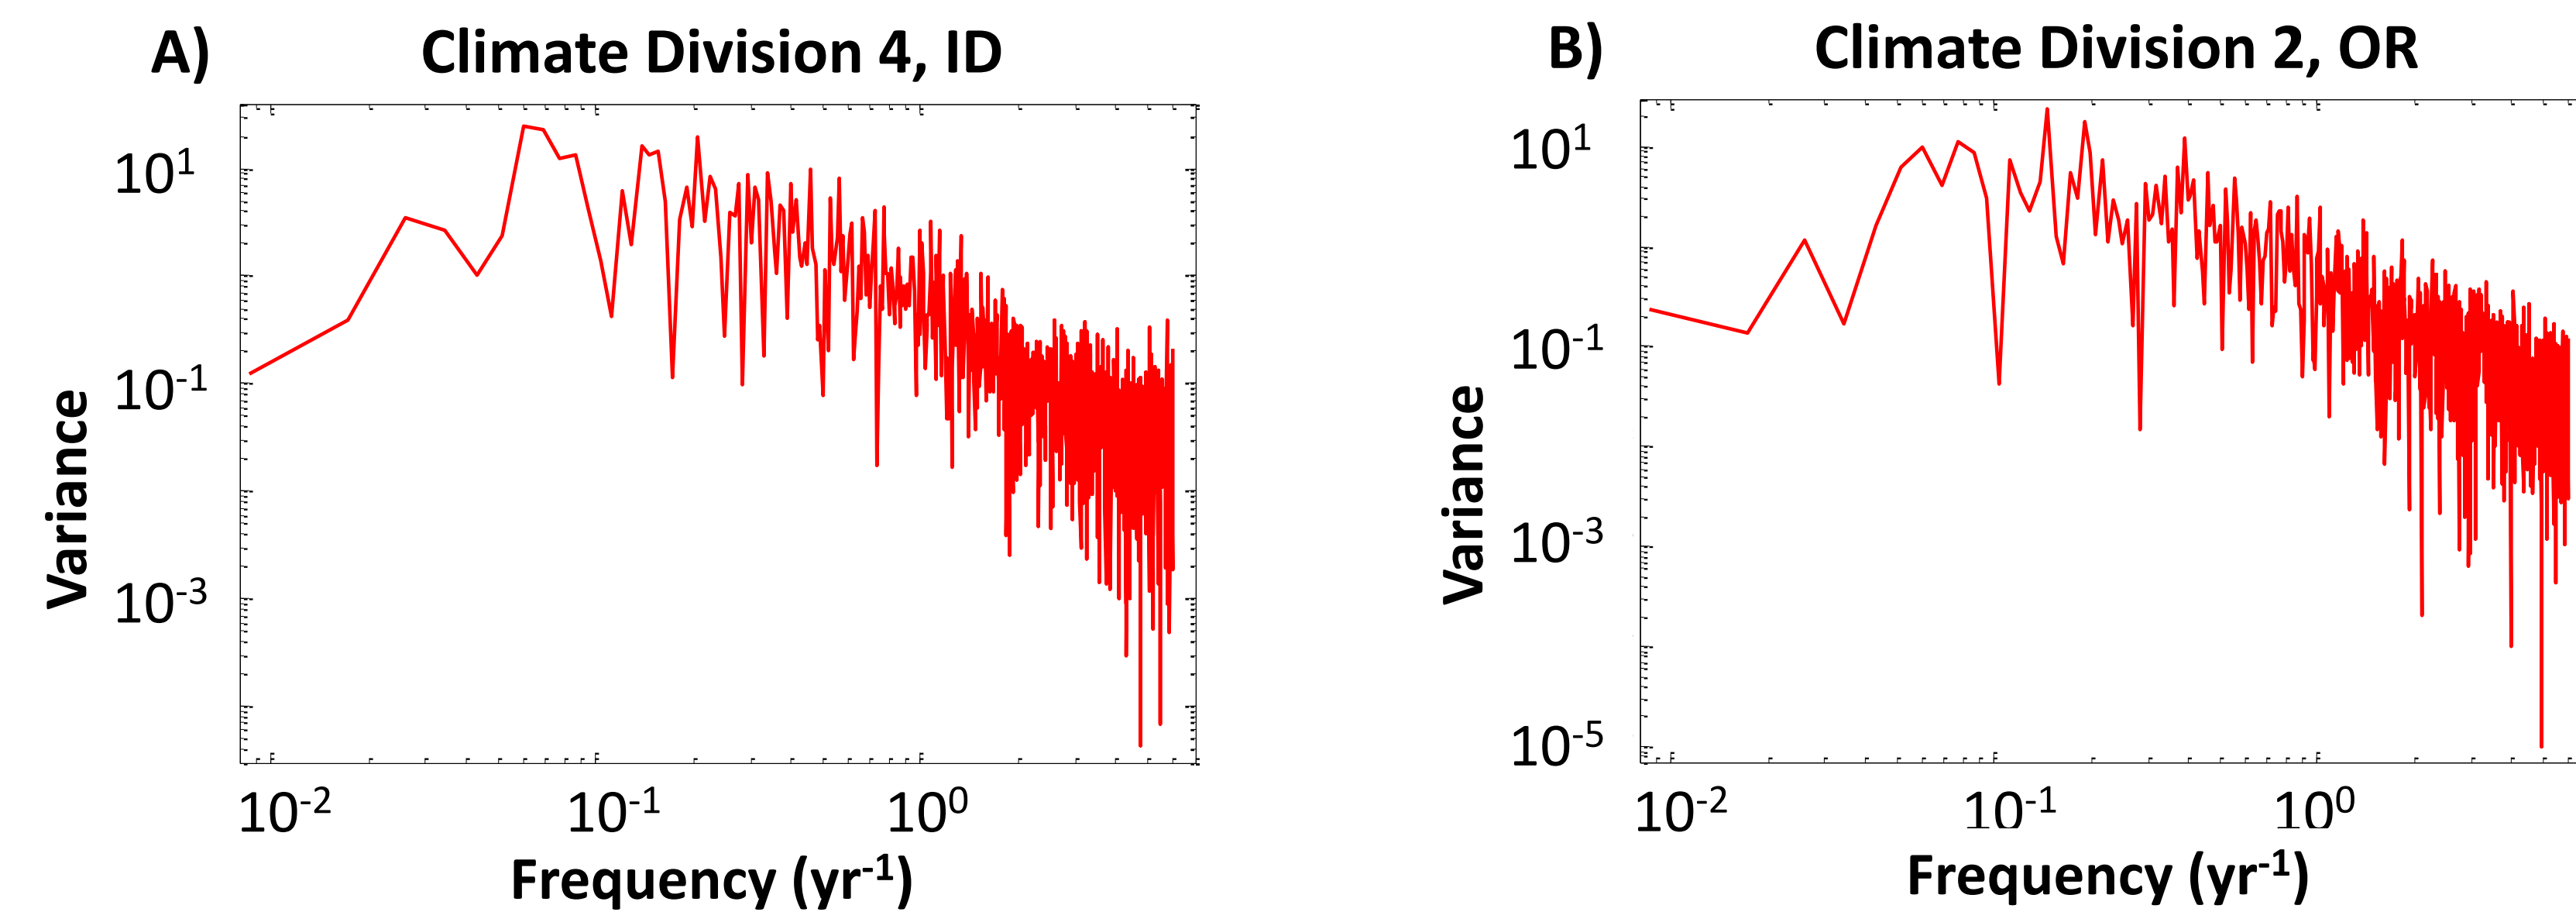 A) Climate Division 4, ID
10¹
10⁻¹
10⁻³
Variance
10⁻² 10⁻¹ 10⁰
Frequency (yr⁻¹)
B) Climate Division 2, OR
10¹
10⁻¹
10⁻³
10⁻⁵
Variance
10⁻² 10⁻¹ 10⁰
Frequency (yr⁻¹)